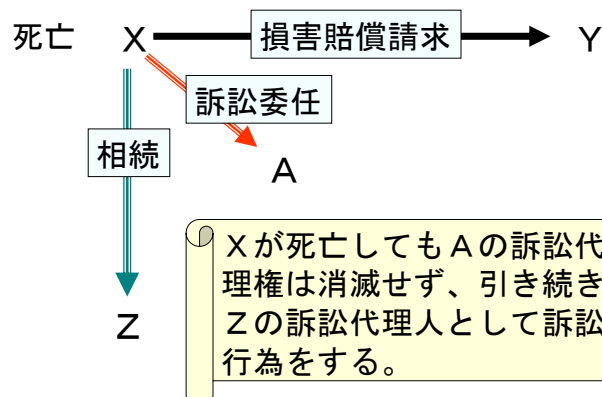 死亡 Ｘ 損害賠償請求 Ｙ
訴訟委任
相続
Ａ
Ｘが死亡してもＡの訴訟代
理権は消滅せず、引き続き
Ｚの訴訟代理人として訴訟
行為をする。
Ｚ